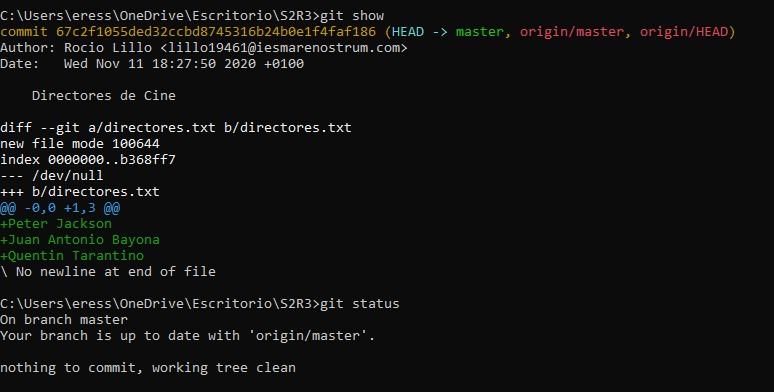 C:\Users\eress\OneDrive\Escritorio\S2R3>git show
commit 67c2f1055ded32ccbd8745316b24b0e1f4faf186 (HEAD -> master, origin/master, origin/HEAD)
Author: Rocio Lillo <lillo19461@iesmarenostrum.com>
Date:   Wed Nov 11 18:27:50 2020 +0100

    Directores de Cine

diff --git a/directores.txt b/directores.txt
new file mode 100644
index 0000000..b368ff7
--- /dev/null
+++ b/directores.txt
@@ -0,0 +1,3 @@
+Peter Jackson
+Juan Antonio Bayona
+Quentin Tarantino
\ No newline at end of file

C:\Users\eress\OneDrive\Escritorio\S2R3>git status
On branch master
Your branch is up to date with 'origin/master'.

nothing to commit, working tree clean